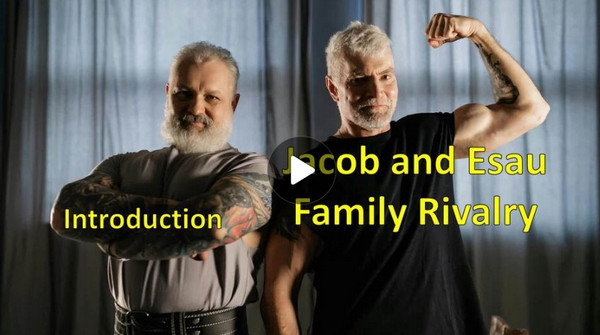 Jacob and Esau
Family Rivalry
Introduction